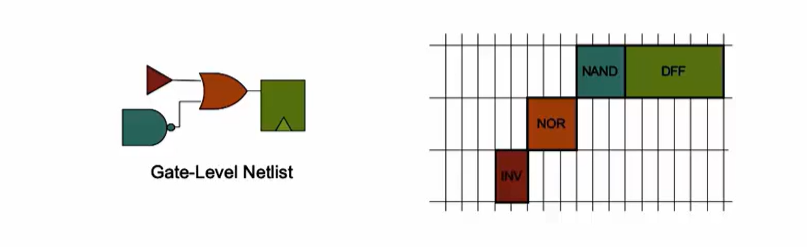 NAND DFF
NOR
INV
Gate-Level Netlist